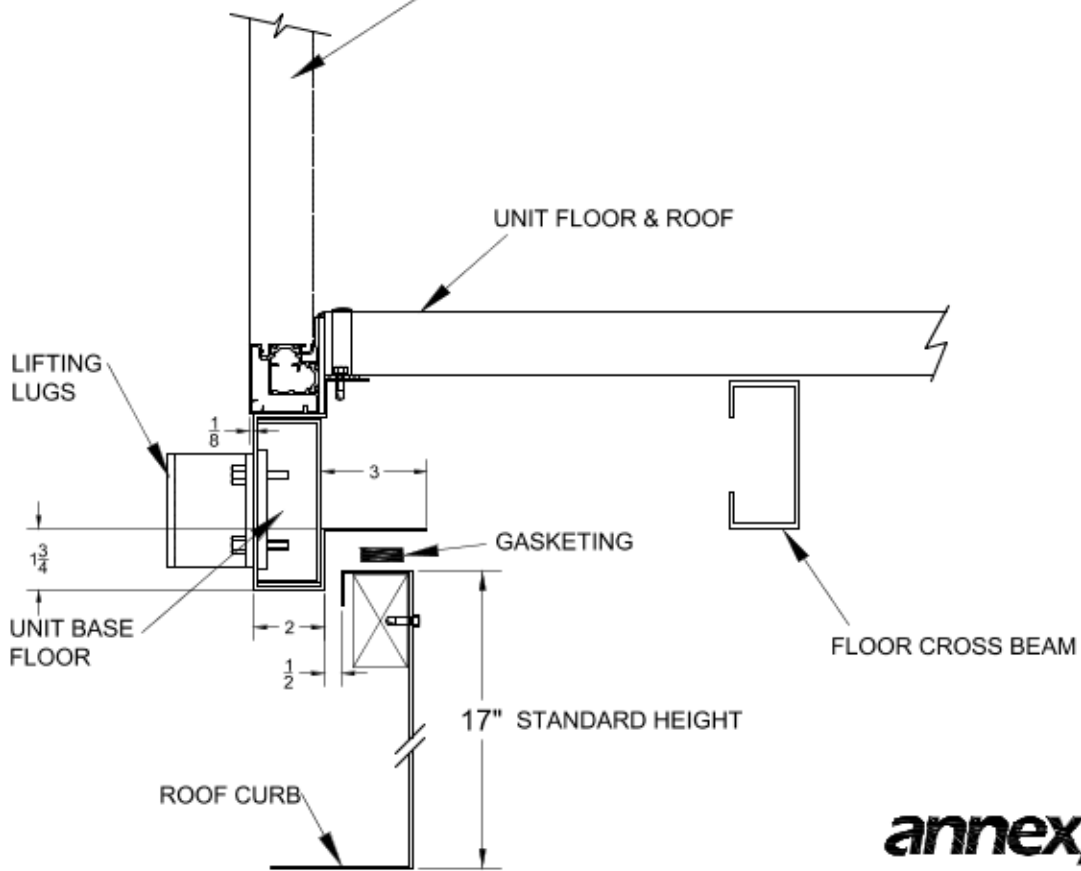 UNIT FLOOR & ROOF
LIFTING
LUGS
1/8
3
1 3/4
GASKETING
UNIT BASE
FLOOR
2
1/2
FLOOR CROSS BEAM
17" STANDARD HEIGHT
ROOF CURB
annex